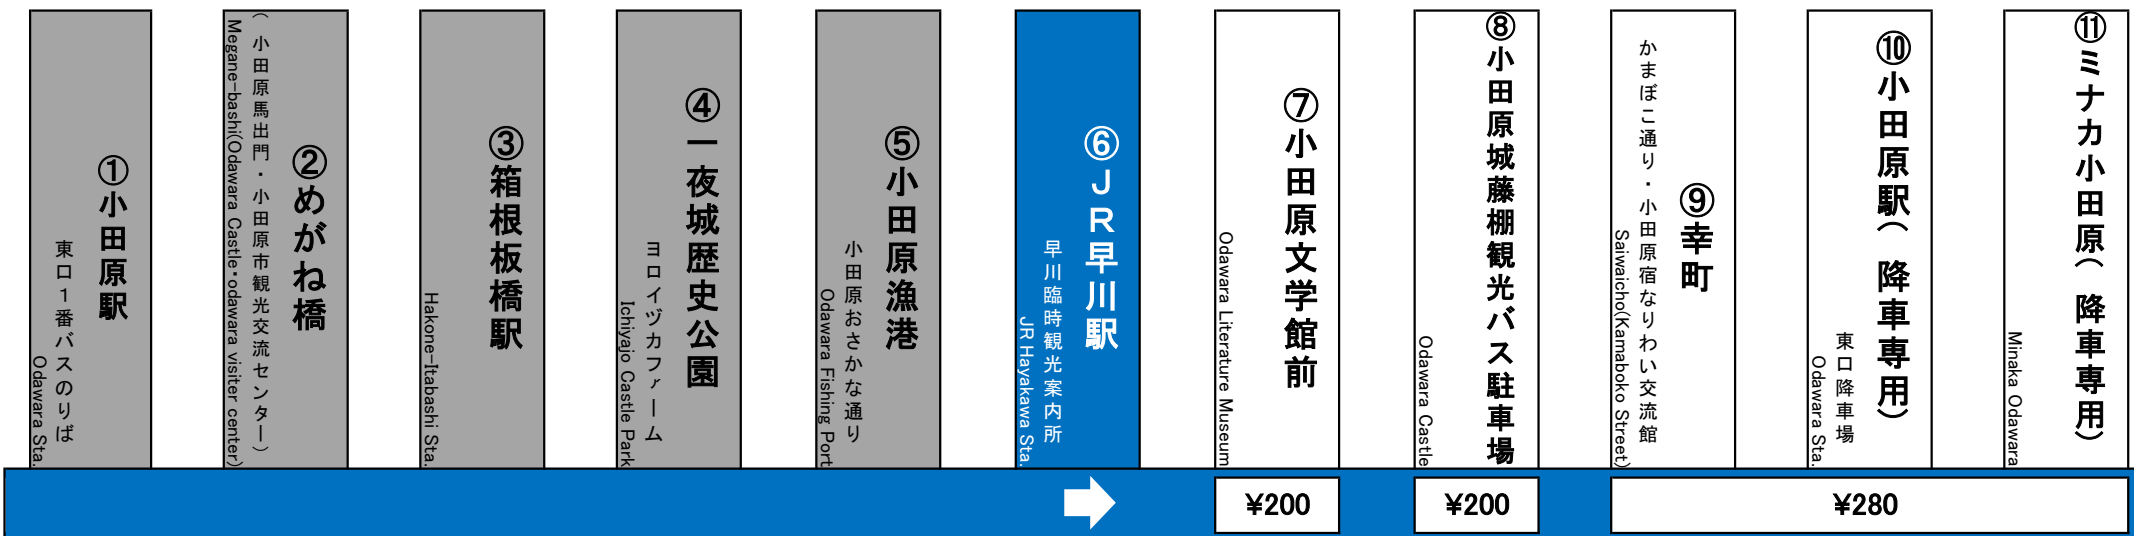 ①小田原駅
東口１番バスのりば
Odawara Sta.
②めがね橋
（小田原馬出門・小田原市観光交流センター）
Megane-bashi(Odawara Castle・odawara visiter center)
③箱根板橋駅
Hakone-Itabashi Sta.
④一夜城歴史公園
ヨロイヅカファーム
Ichiyajo Castle Park
⑤小田原漁港
小田原おさかな通り
Odawara Fishing Port
⑥ＪＲ早川駅
早川臨時観光案内所
JR Hayakawa Sta.
⑦小田原文学館前
Odawara Literature Museum
⑧小田原城藤棚観光バス駐車場
Odawara Castle
⑨幸町
かまぼこ通り・小田原宿なりわい交流館
Saiwaicho(Kamaboko Street)
⑩小田原駅（降車専用）
東口降車場
Odawara Sta.
⑪ミナカ小田原（降車専用）
Minaka Odawara
¥200
¥200
¥280